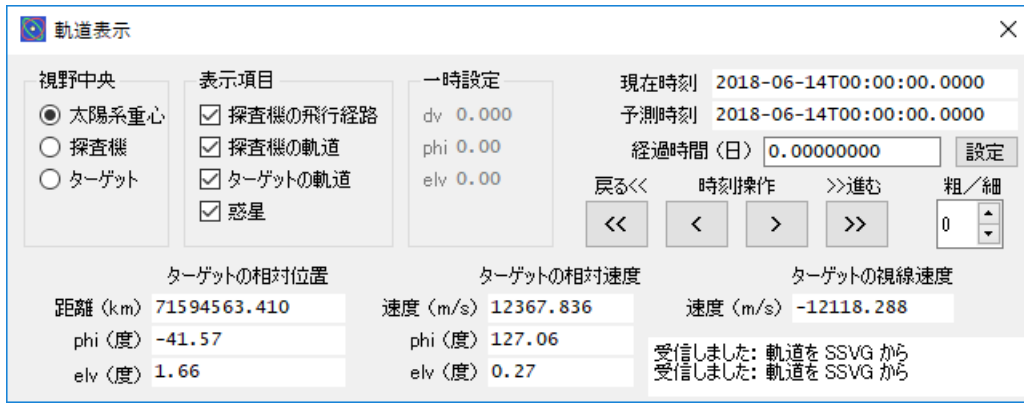 軌道表示
視野中央 表示項目 一時設定 現在時刻 2018-06-14T00:00:00.0000
太陽系重心 探査機の飛行経路 dv 0.000 予測時刻 2018-06-14T00:00:00.0000
探査機 探査機の軌道 phi 0.00 経過時間（日） 0.00000000 設定
ターゲット ターゲットの軌道 elv 0.00 戻る<< 時刻操作 >>進む 粗／細
惑星 << < > >> 0
ターゲットの相対位置 ターゲットの相対速度 ターゲットの視線速度
距離（km） 71594563.410 速度（m/s） 12367.836 速度（m/s） -12118.288
phi（度） -41.57 phi（度） 127.06 受信しました: 軌道を SSVG から
elv（度） 1.66 elv（度） 0.27 受信しました: 軌道を SSVG から